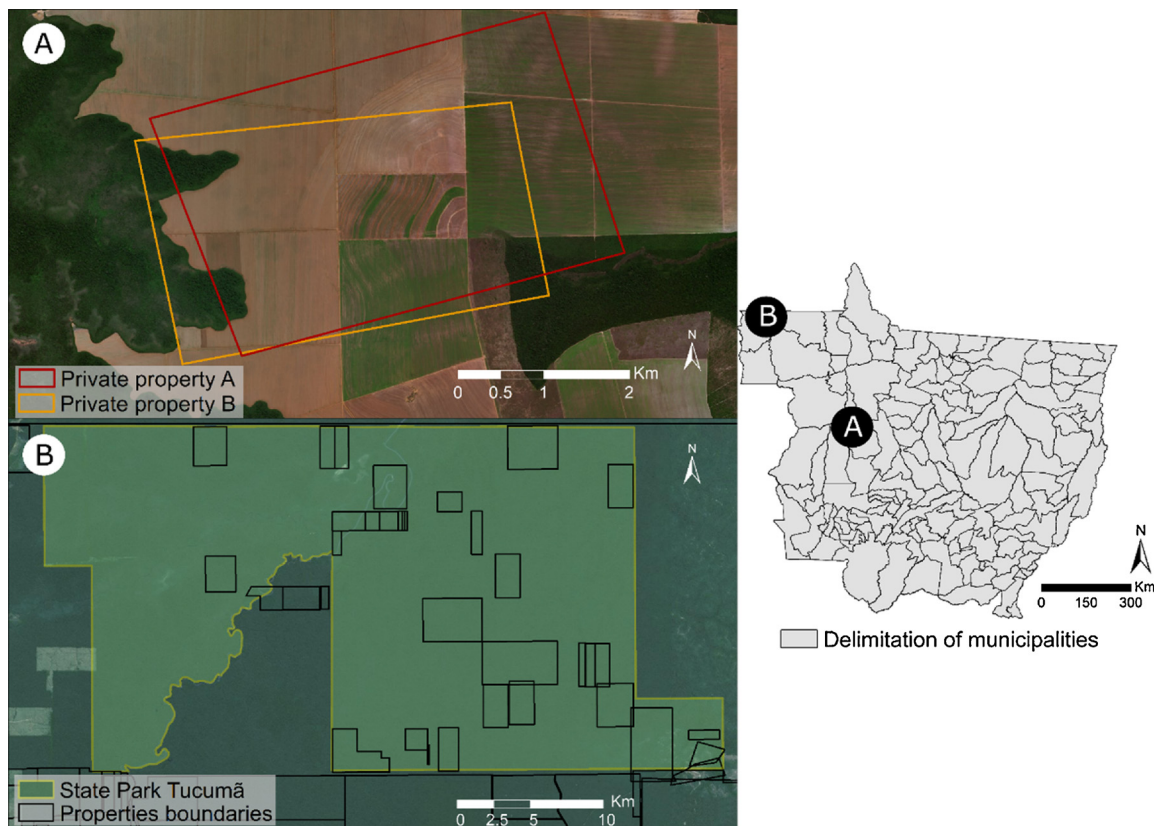 A
N
Km
0 0.5 1 2
Private property A
Private property B
B
N
Km
0 2.5 5 10
State Park Tucumã
Properties boundaries
B
A
N
Km
0 150 300
Delimitation of municipalities